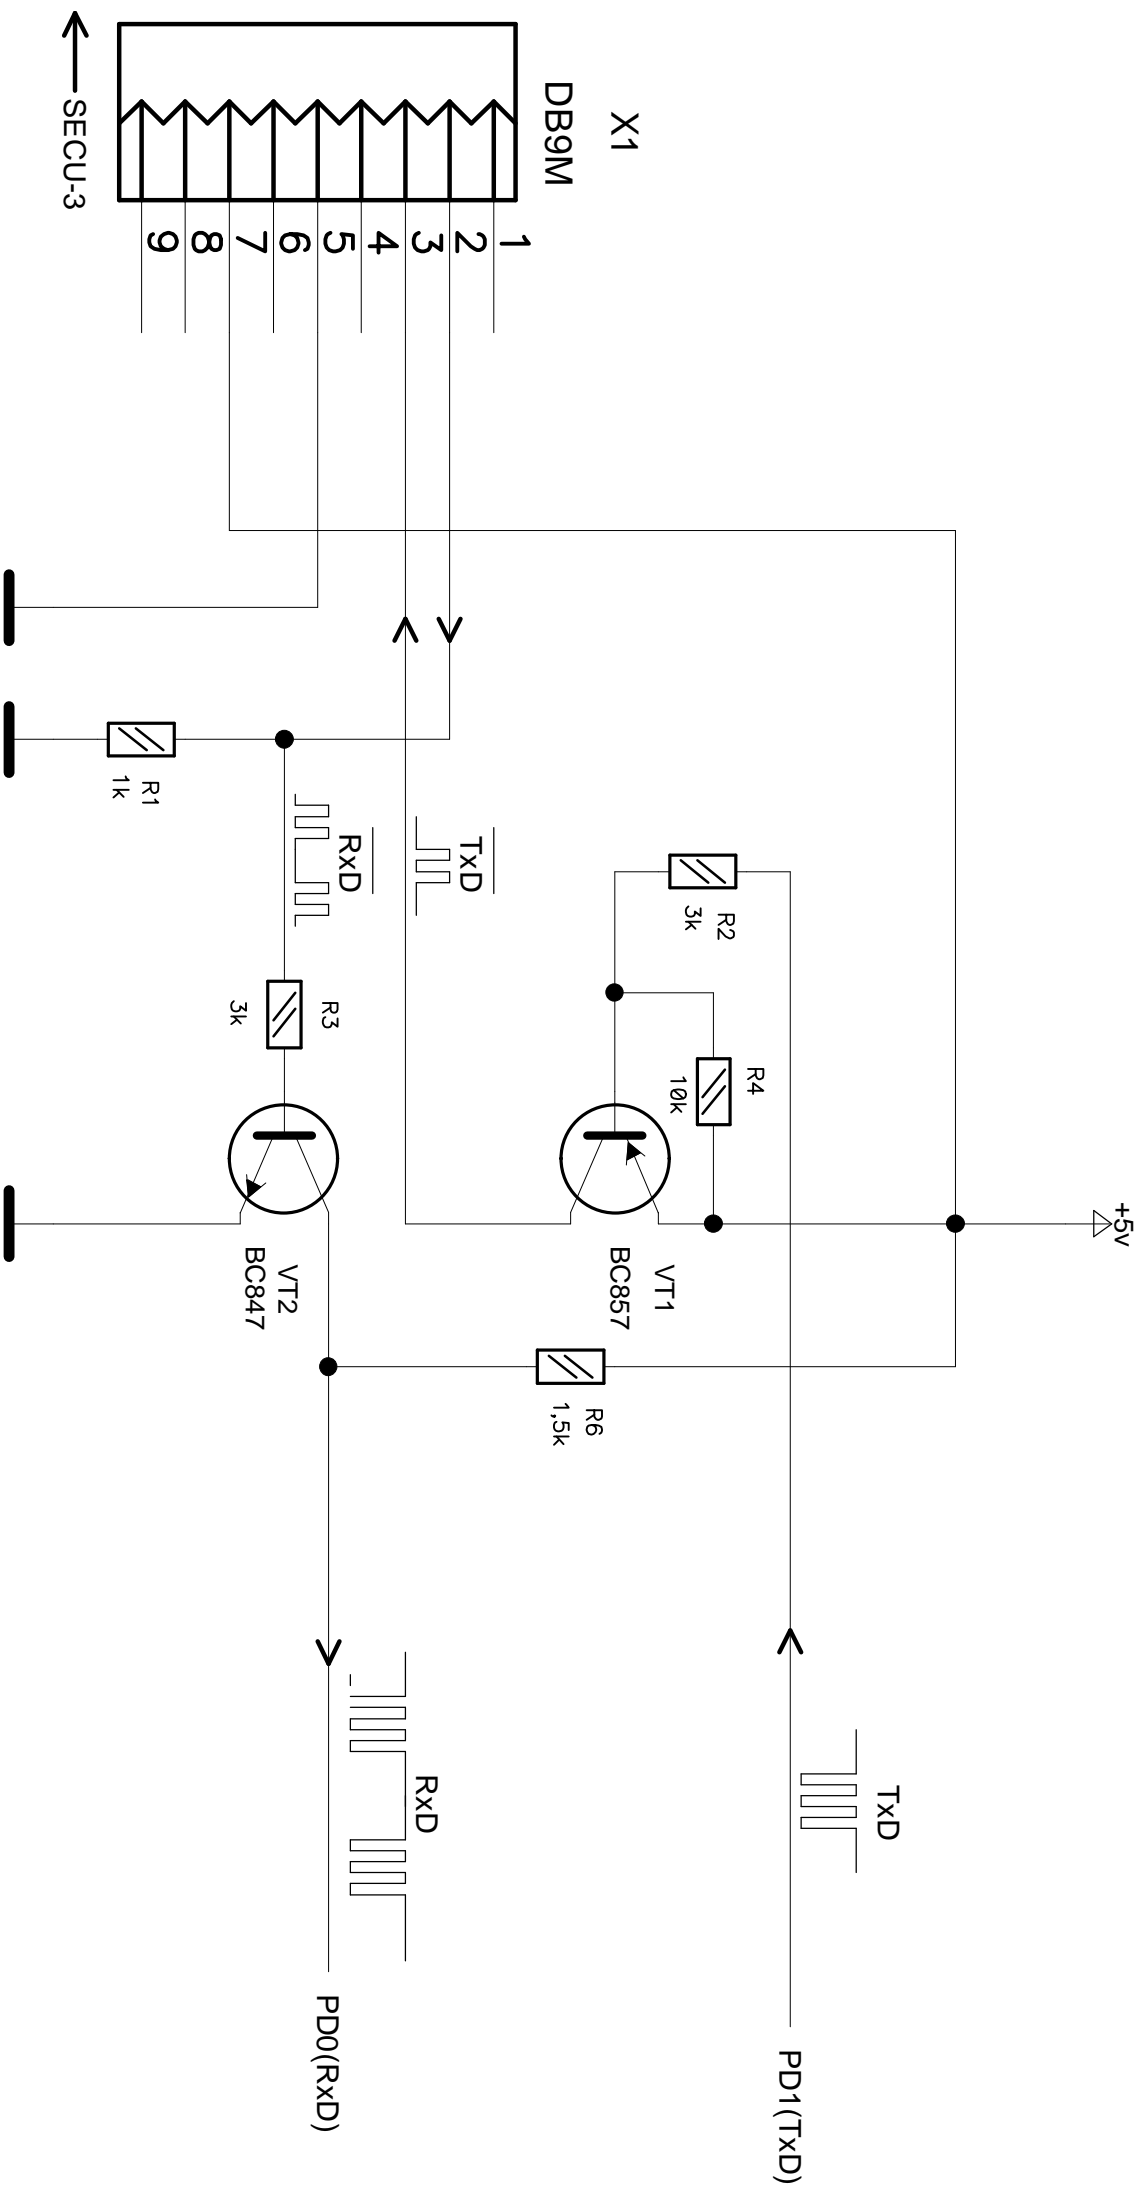 +5v
X1
DB9M
1
2
3
4
5
6
7
8
9
SECU-3
R2
3k
R4
10k
VT1
BC857
TxD
PD1(TxD)
TxD
RxD
R1
1k
R3
3k
VT2
BC847
R6
1,5k
RxD
PD0(RxD)